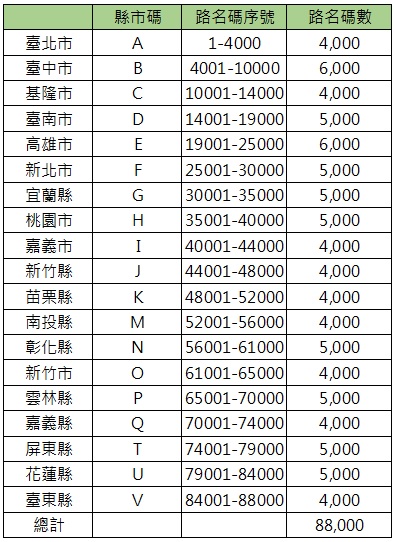 縣市碼 路名碼序號 路名碼數
臺北市 A 1-4000 4,000
臺中市 B 4001-10000 6,000
基隆市 C 10001-14000 4,000
臺南市 D 14001-19000 5,000
高雄市 E 19001-25000 6,000
新北市 F 25001-30000 5,000
宜蘭縣 G 30001-35000 5,000
桃園市 H 35001-40000 5,000
嘉義市 I 40001-44000 4,000
新竹縣 J 44001-48000 4,000
苗栗縣 K 48001-52000 4,000
南投縣 M 52001-56000 4,000
彰化縣 N 56001-61000 5,000
新竹市 O 61001-65000 4,000
雲林縣 P 65001-70000 5,000
嘉義縣 Q 70001-74000 4,000
屏東縣 T 74001-79000 5,000
花蓮縣 U 79001-84000 5,000
臺東縣 V 84001-88000 4,000
總計 88,000